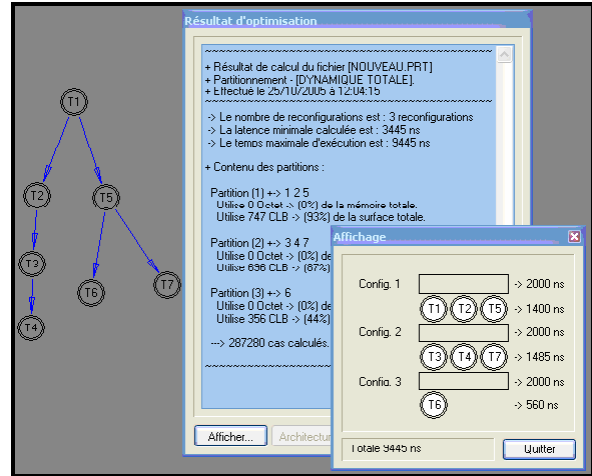 T1
T2
T5
T3
T6
T7
T4
Résultat d'optimisation
+ Résultat de calcul du fichier [NOUVEAU.PRT]
+ Partitionnement - [DYNAMIQUE TOTALE].
+ Effectué le 25/10/2005 à 12:04:15
-> Le nombre de reconfigurations est : 3 reconfigurations
-> La latence minimale calculée est : 3445 ns
-> Le temps maximale d'exécution est : 9445 ns
+ Contenu des partitions :
Partition (1) +-> 1 2 5
Utilise 0 Octet -> (0%) de la mémoire totale.
Utilise 747 CLB -> (93%) de la surface totale.
Partition (2) +-> 3 4 7
Utilise 0 Octet -> (0%) de
Utilise 696 CLB -> (87%)
Partition (3) +-> 6
Utilise 0 Octet -> (0%) de
Utilise 356 CLB -> (44%)
---> 287280 cas calculés.
Afficher...
Architectur
Affichage
Config. 1 -> 2000 ns
T1 T2 T5 -> 1400 ns
Config. 2 -> 2000 ns
T3 T4 T7 -> 1485 ns
Config. 3 -> 2000 ns
T6 -> 560 ns
Totale 9445 ns
Quitter